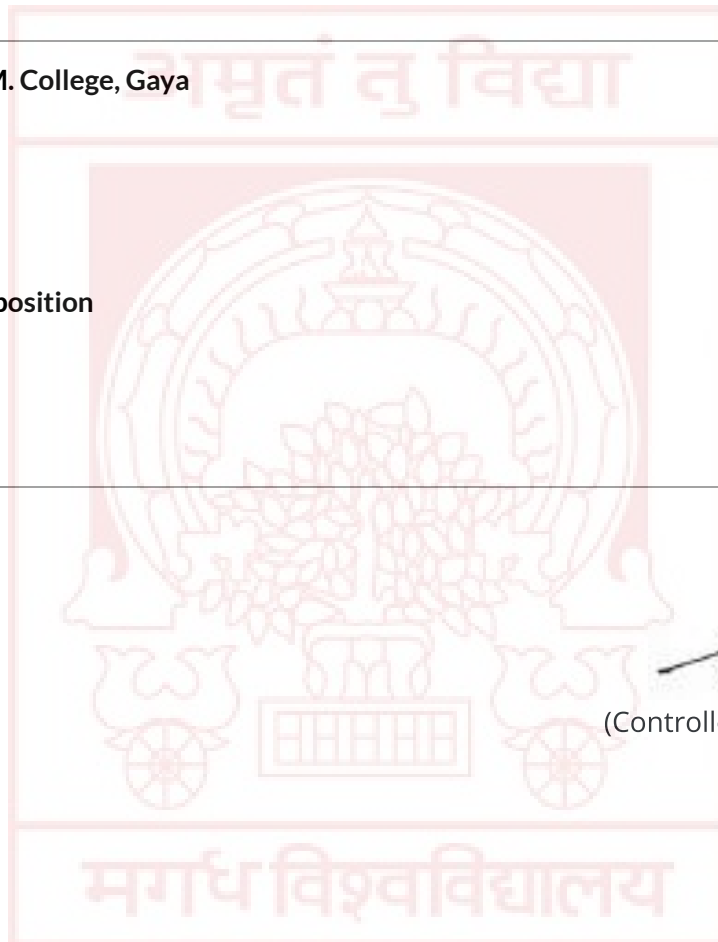 अमृतं तु विद्या
M. College, Gaya
position
(Controll
मगध विश्वविद्यालय